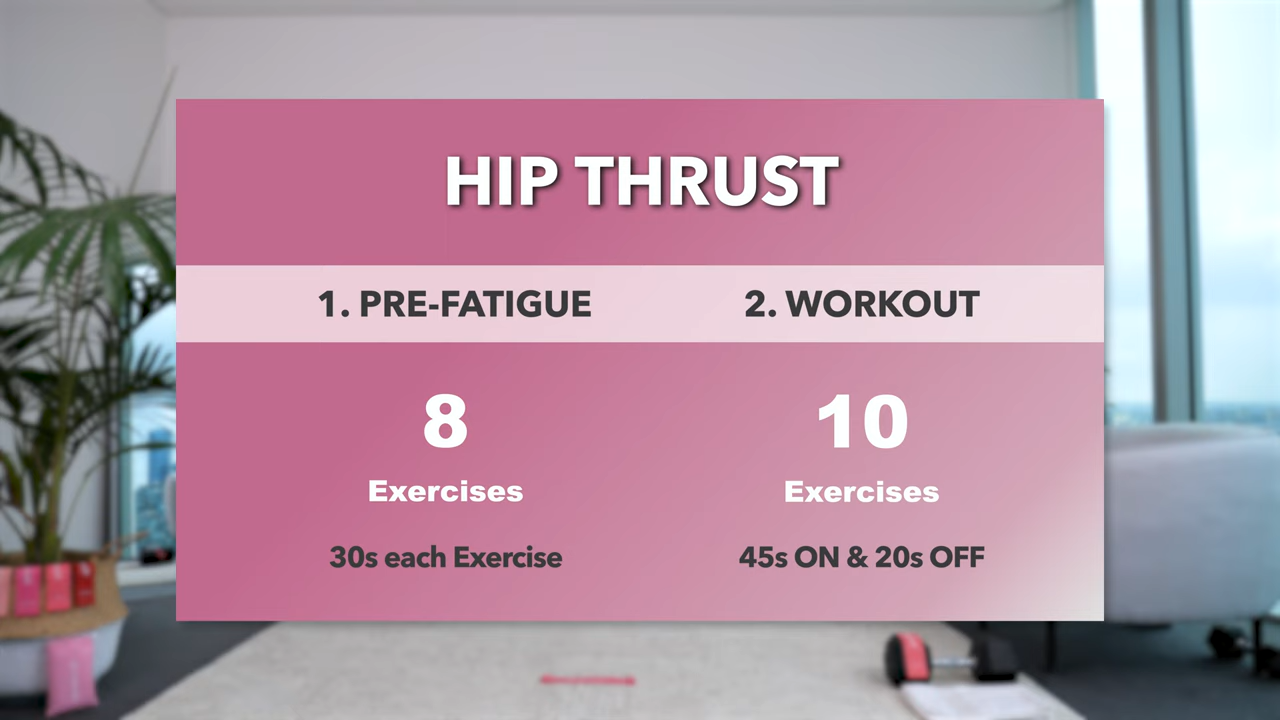 HIP THRUST
1. PRE-FATIGUE
2. WORKOUT
8
Exercises
30s each Exercise
10
Exercises
45s ON & 20s OFF